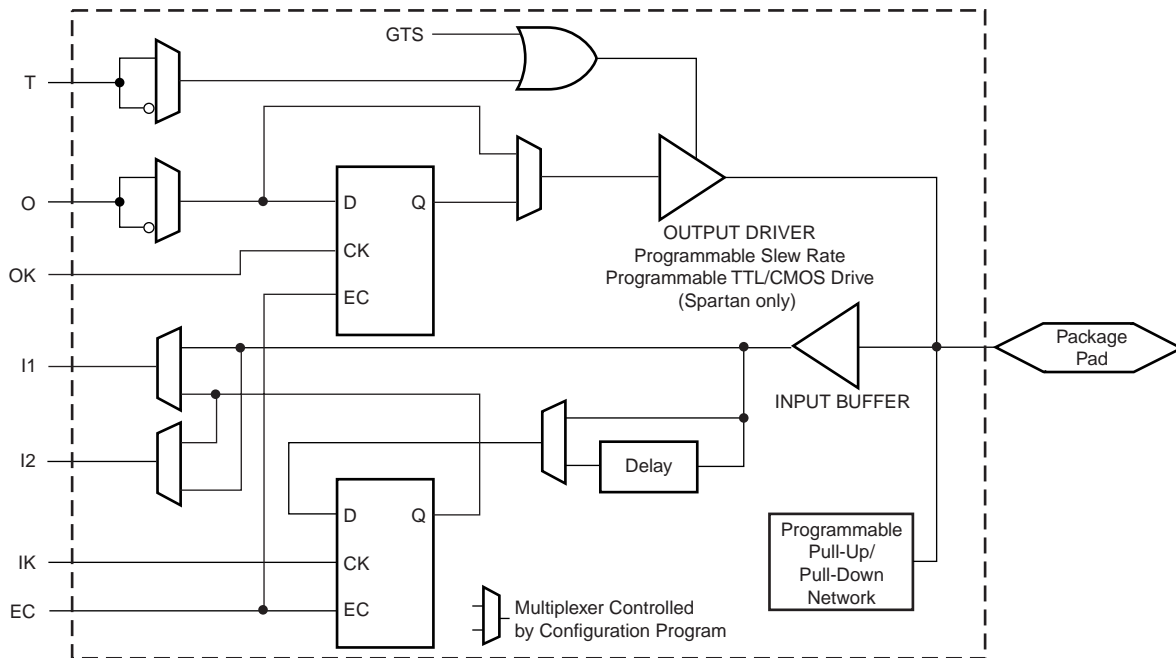 GTS
T
O
D
Q
CK
OK
EC
OUTPUT DRIVER
Programmable Slew Rate
Programmable TTL/CMOS Drive
(Spartan only)
I1
Package
Pad
INPUT BUFFER
I2
Delay
D
Q
Programmable
Pull-Up/
Pull-Down
Network
IK
CK
EC
EC
Multiplexer Controlled
by Configuration Program